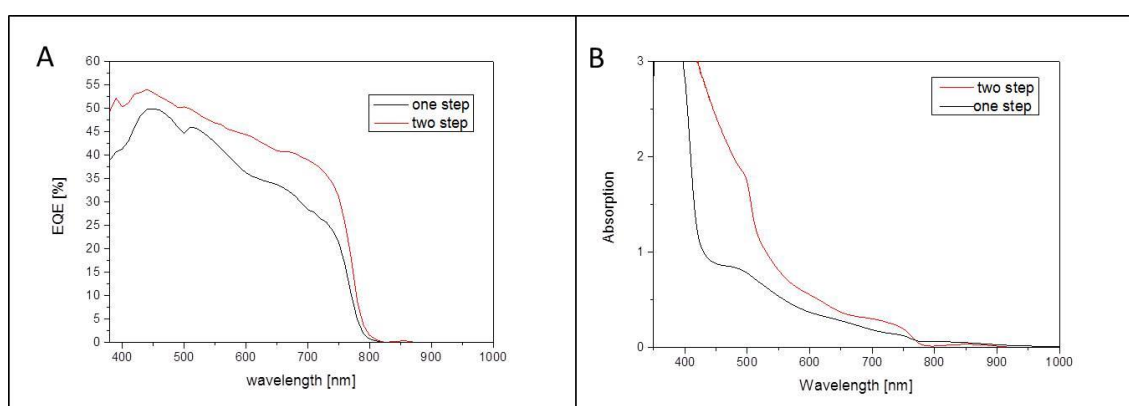 A
60
55
50
45
40
35
30
25
20
15
10
5
0
EQE [%]
one step
two step
400 500 600 700 800 900 1000
wavelength [nm]
B
3
2
1
0
Absorption
two step
one step
400 500 600 700 800 900 1000
Wavelength [nm]